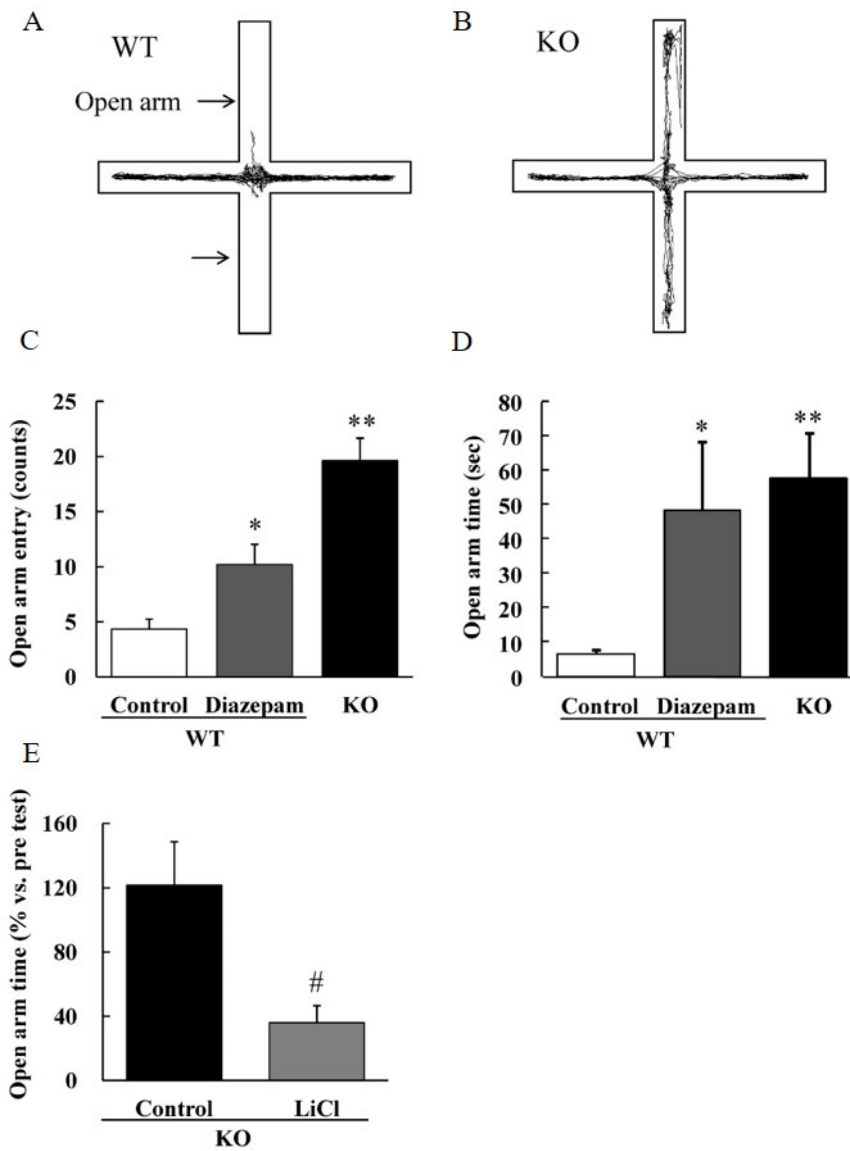 A
WT
Open arm
B
KO
C
Open arm entry (counts)
25
20
15
10
5
0
*
**
Control
Diazepam
KO
WT
D
Open arm time (sec)
80
70
60
50
40
30
20
10
0
*
**
Control
Diazepam
KO
WT
E
Open arm time (% vs. pre test)
160
120
80
40
0
#
Control
LiCl
KO